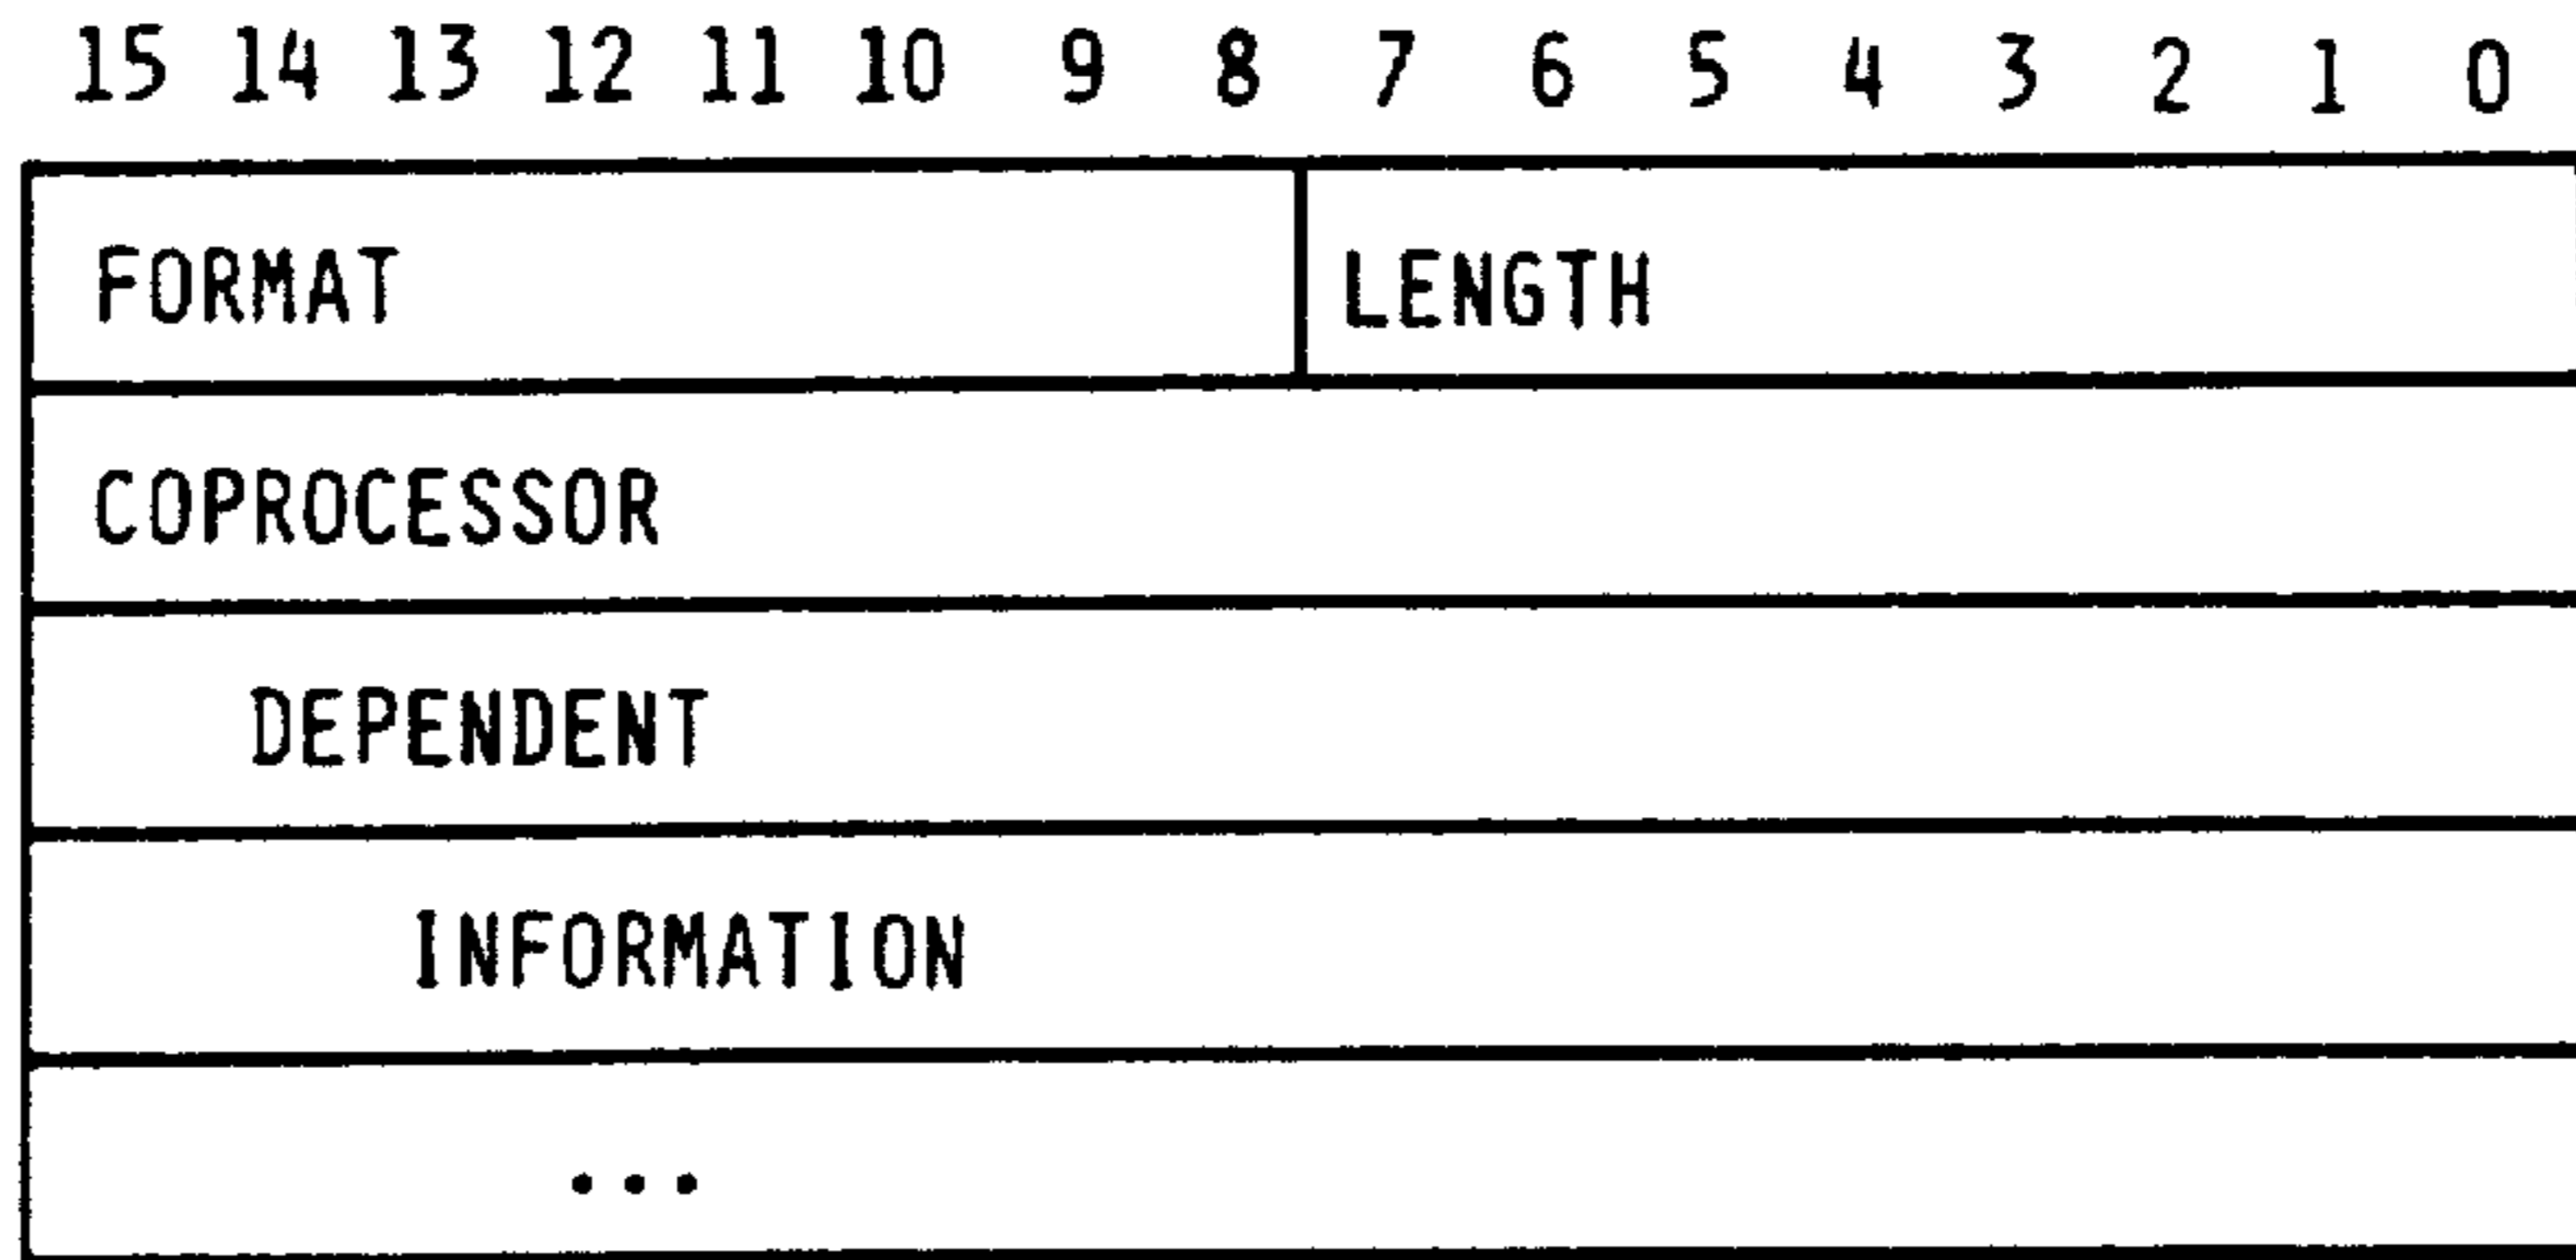 15 14 13 12 11 10 9 8 7 6 5 4 3 2 1 0
FORMAT LENGTH
COPROCESSOR
DEPENDENT
INFORMATION
...